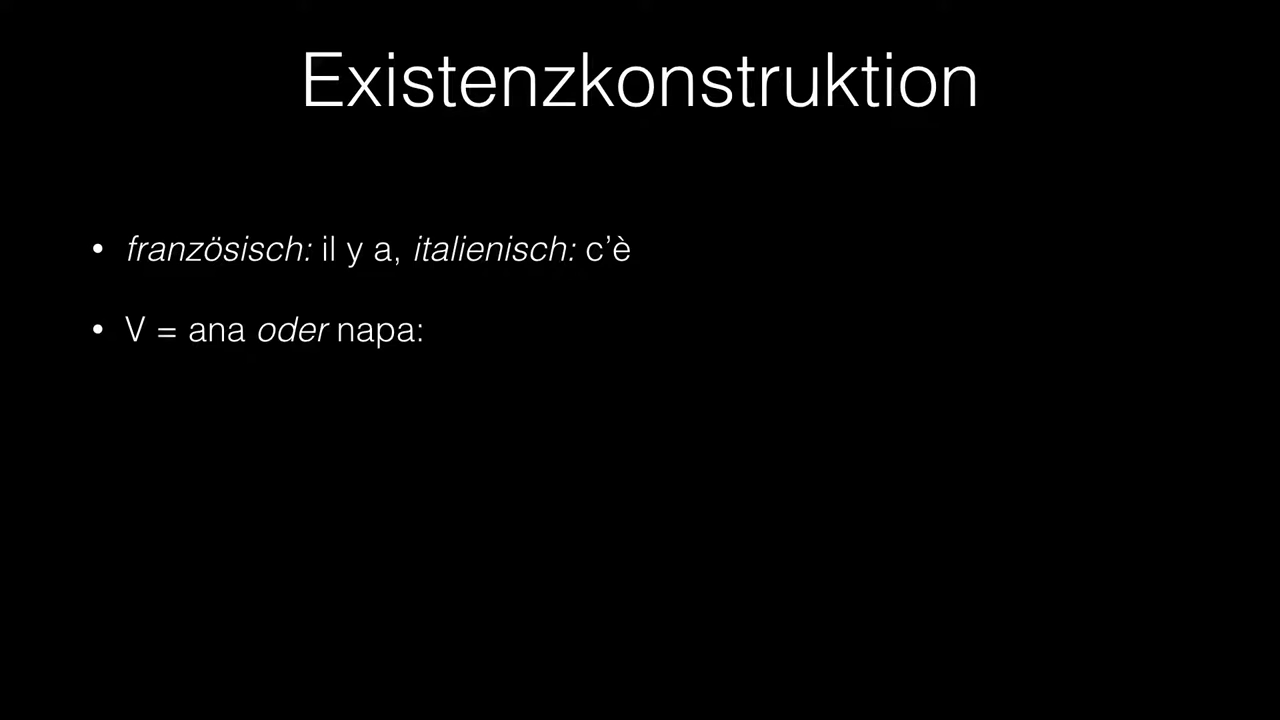 Existenzkonstruktion
• französisch: il y a, italienisch: c’è
• V = ana oder napa: